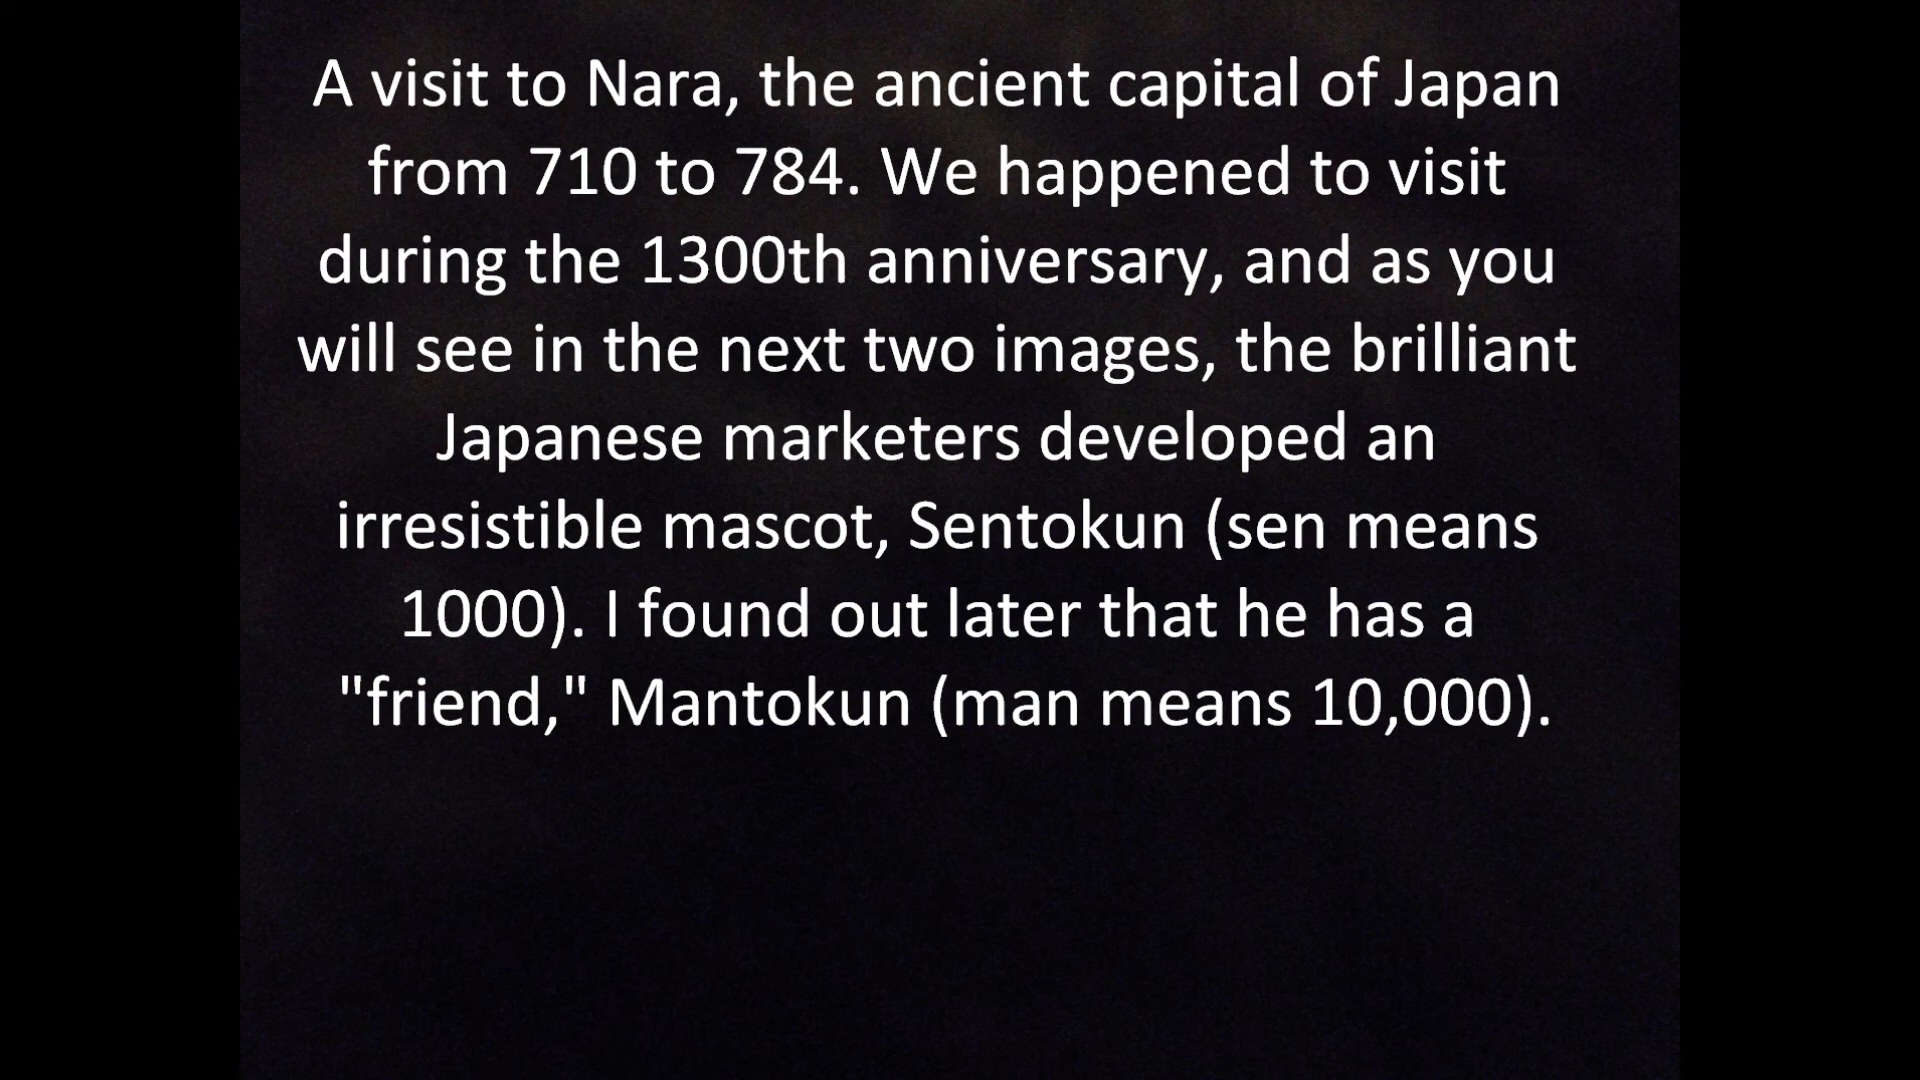 A visit to Nara, the ancient capital of Japan
from 710 to 784. We happened to visit
during the 1300th anniversary, and as you
will see in the next two images, the brilliant
Japanese marketers developed an
irresistible mascot, Sentokun (sen means
1000). I found out later that he has a
"friend," Mantokun (man means 10,000).